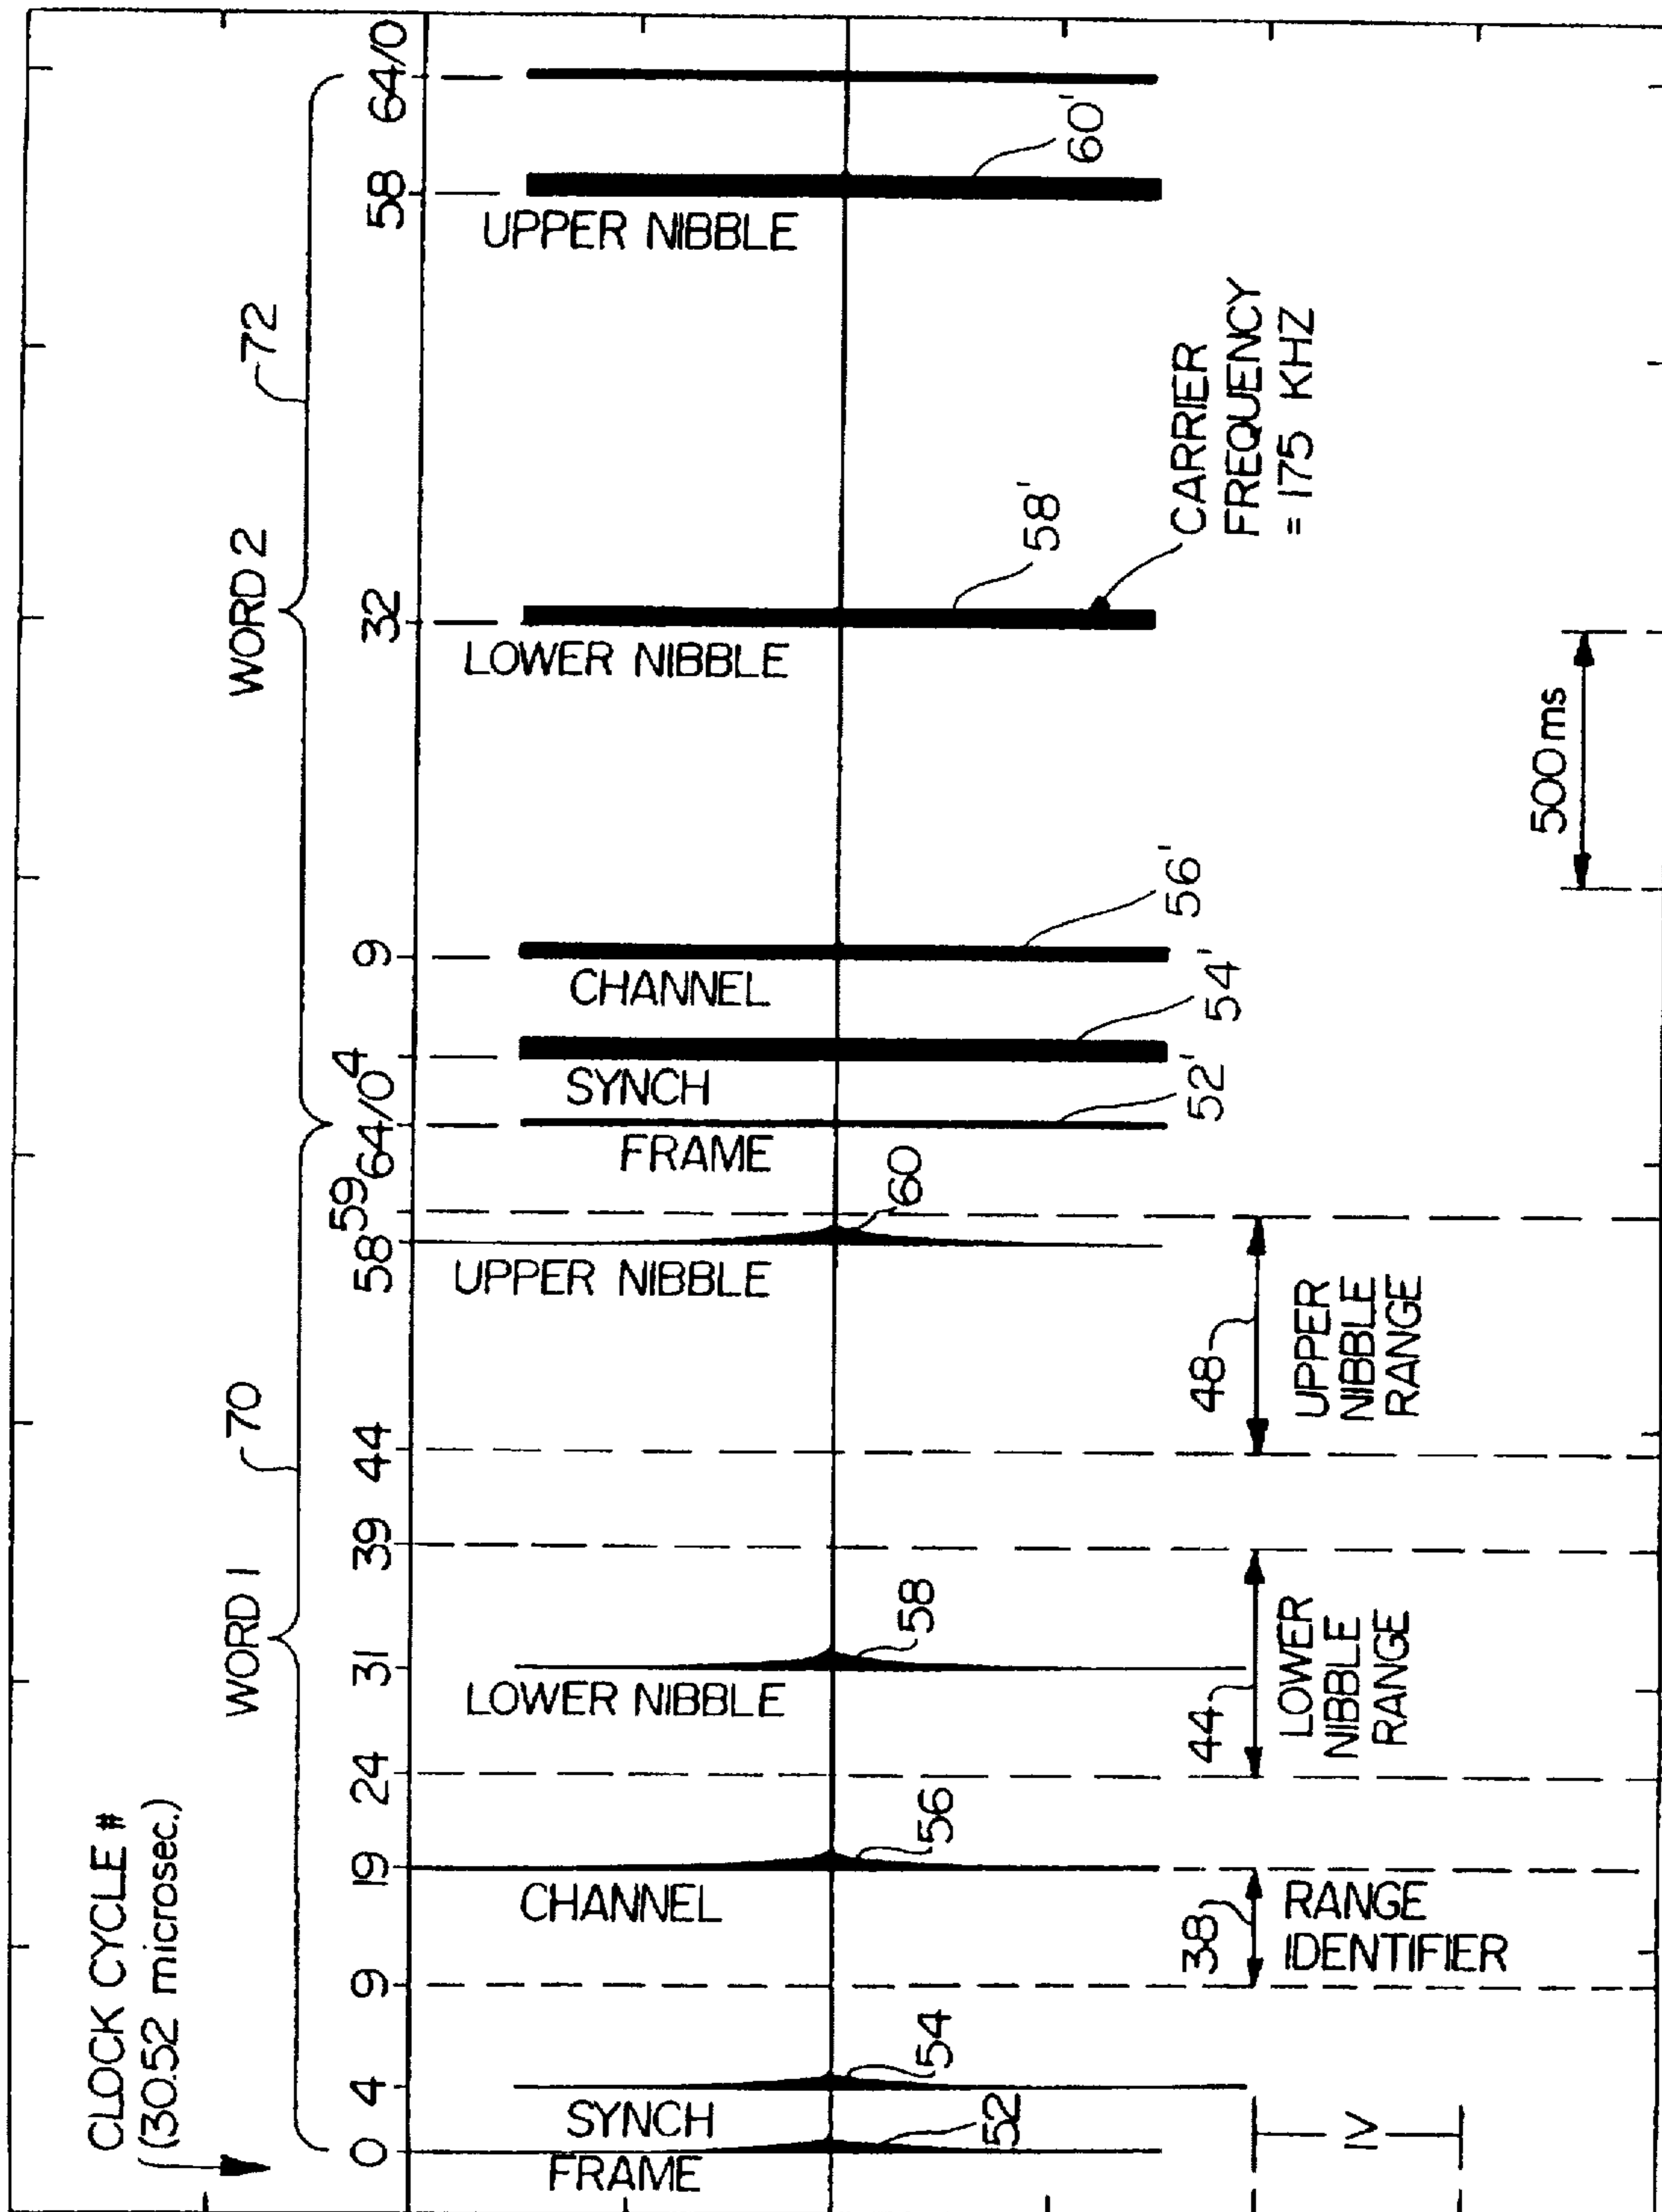 CLOCK CYCLE #
(30.52 microsec.)
WORD 1
70
WORD 2
72
0
4
9
19
24
31
39
44
58
59
64/0
4
9
32
58
64/0
FRAME
SYNCH
CHANNEL
LOWER NIBBLE
UPPER NIBBLE
FRAME
SYNCH
CHANNEL
LOWER NIBBLE
UPPER NIBBLE
52
54
56
58
60
52'
54'
56'
58'
60'
CARRIER
FREQUENCY
= 175 KHZ
38
RANGE
IDENTIFIER
44
LOWER
NIBBLE
RANGE
48
UPPER
NIBBLE
RANGE
1V
500 ms